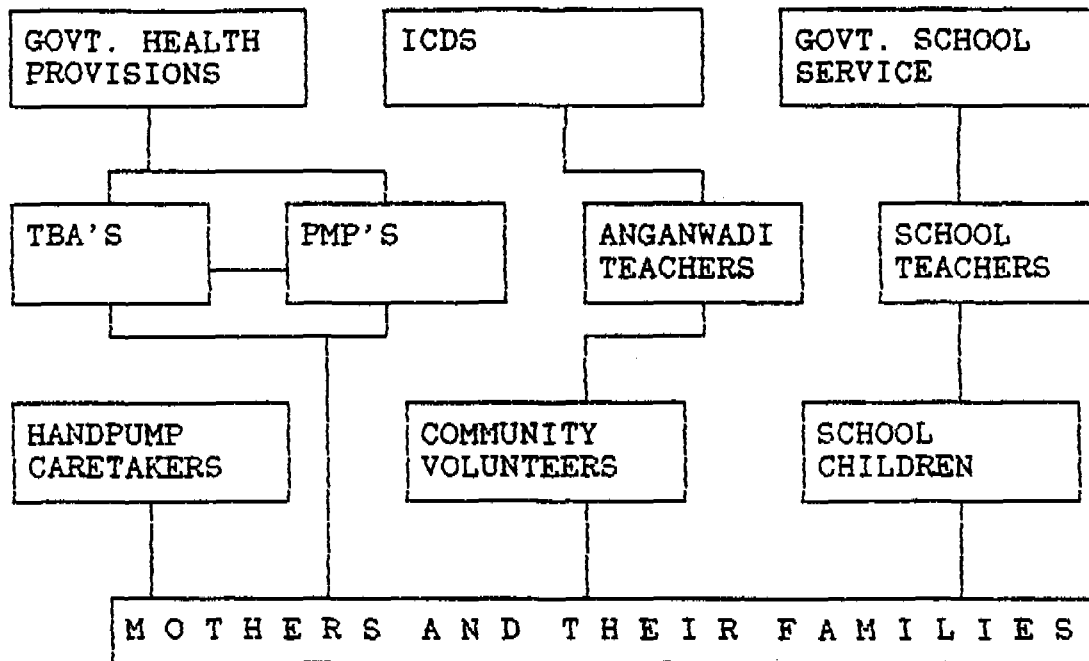 GOVT. HEALTH
PROVISIONS
ICDS
GOVT. SCHOOL
SERVICE
TBA'S
PMP'S
ANGANWADI
TEACHERS
SCHOOL
TEACHERS
HANDPUMP
CARETAKERS
COMMUNITY
VOLUNTEERS
SCHOOL
CHILDREN
MOTHERS AND THEIR FAMILIES